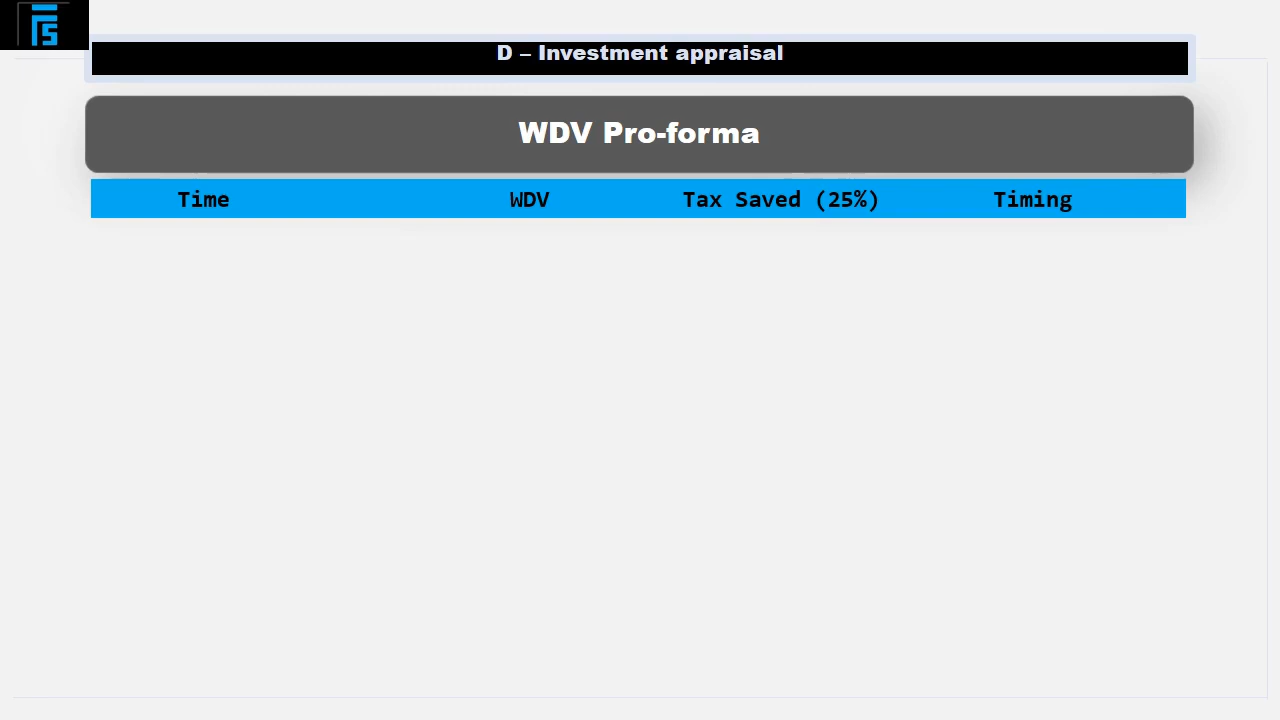 D – Investment appraisal
WDV Pro-forma
Time WDV Tax Saved (25%) Timing